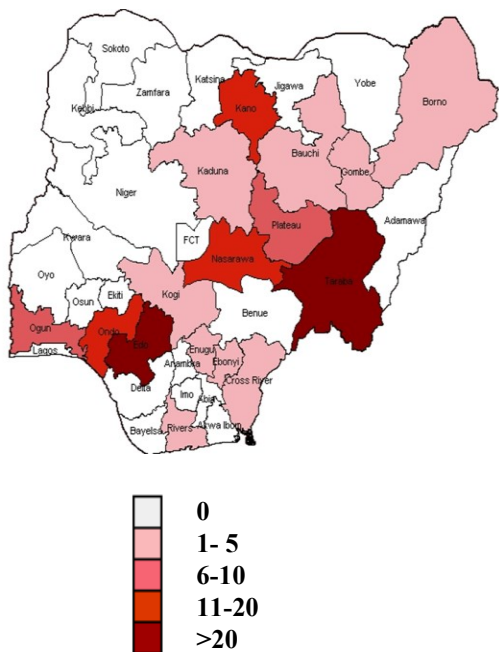 Sokoto
Katsina
Jigawa
Yobe
Borno
Zamfara
Kebbi
Kano
Bauchi
Gombe
Kaduna
Niger
Adamawa
Plateau
FCT
Kwara
Nasarawa
Taraba
Oyo
Ekiti
Osun
Kogi
Benue
Ogun
Ondo
Edo
Lagos
Enugu
Ebonyi
Anambra
Cross River
Delta
Imo
Abia
Bayelsa
Rivers
Akwa Ibom
0
1- 5
6-10
11-20
>20